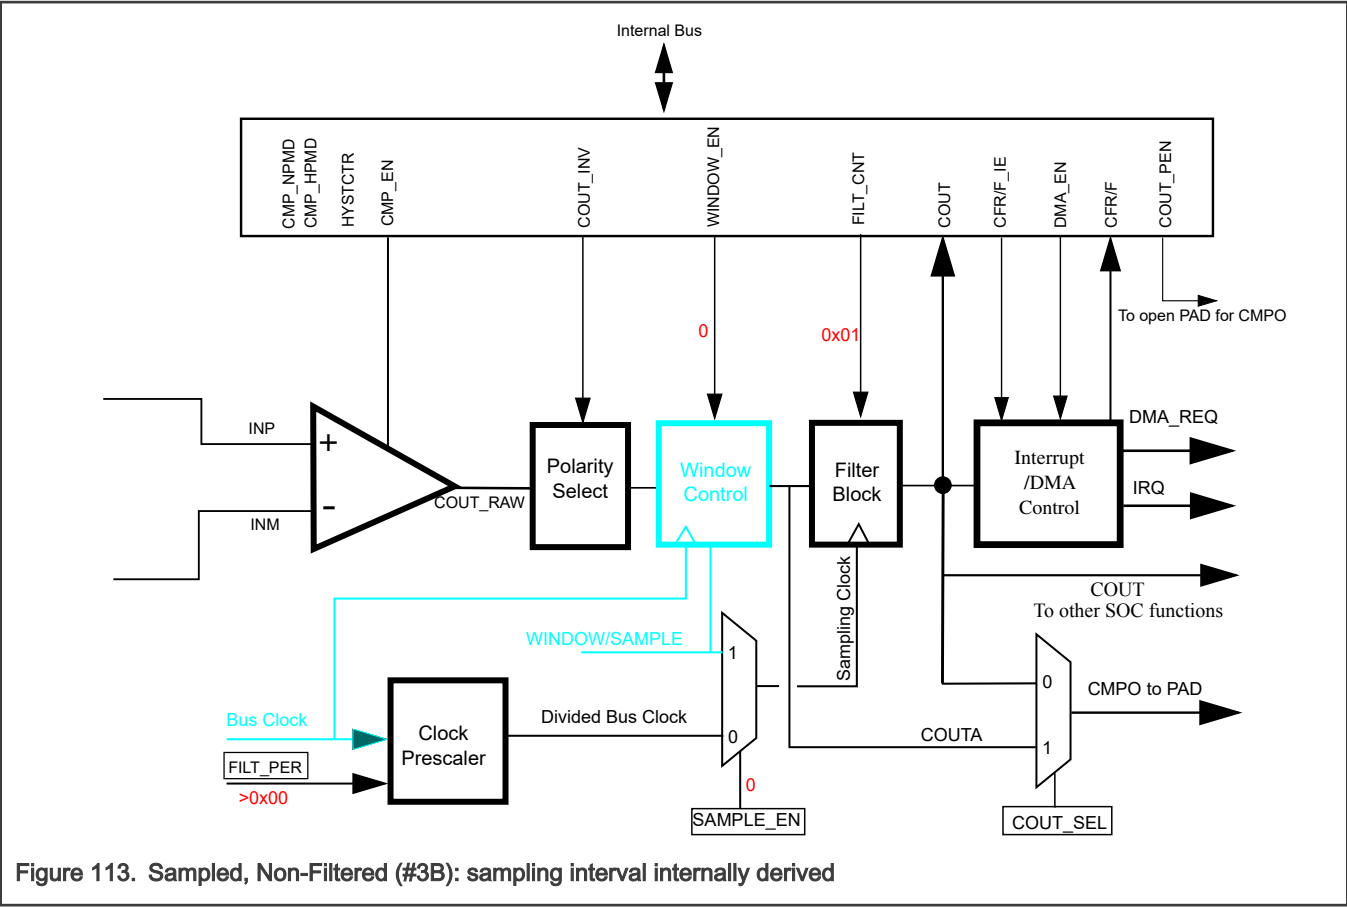 Internal Bus
CMP_NPMD
CMP_HPMD
HYSTCTR
CMP_EN
COUT_INV
WINDOW_EN
FILT_CNT
COUT
CFR/F_IE
DMA_EN
CFR/F
COUT_PEN
To open PAD for CMPO
0
0x01
INP
+
INM
-
COUT_RAW
Polarity
Select
Window
Control
Filter
Block
Interrupt
/DMA
Control
DMA_REQ
IRQ
COUT
To other SOC functions
Sampling Clock
WINDOW/SAMPLE
1
0
Bus Clock
FILT_PER
>0x00
Clock
Prescaler
Divided Bus Clock
0
SAMPLE_EN
COUTA
0
1
CMPO to PAD
COUT_SEL
Figure 113. Sampled, Non-Filtered (#3B): sampling interval internally derived